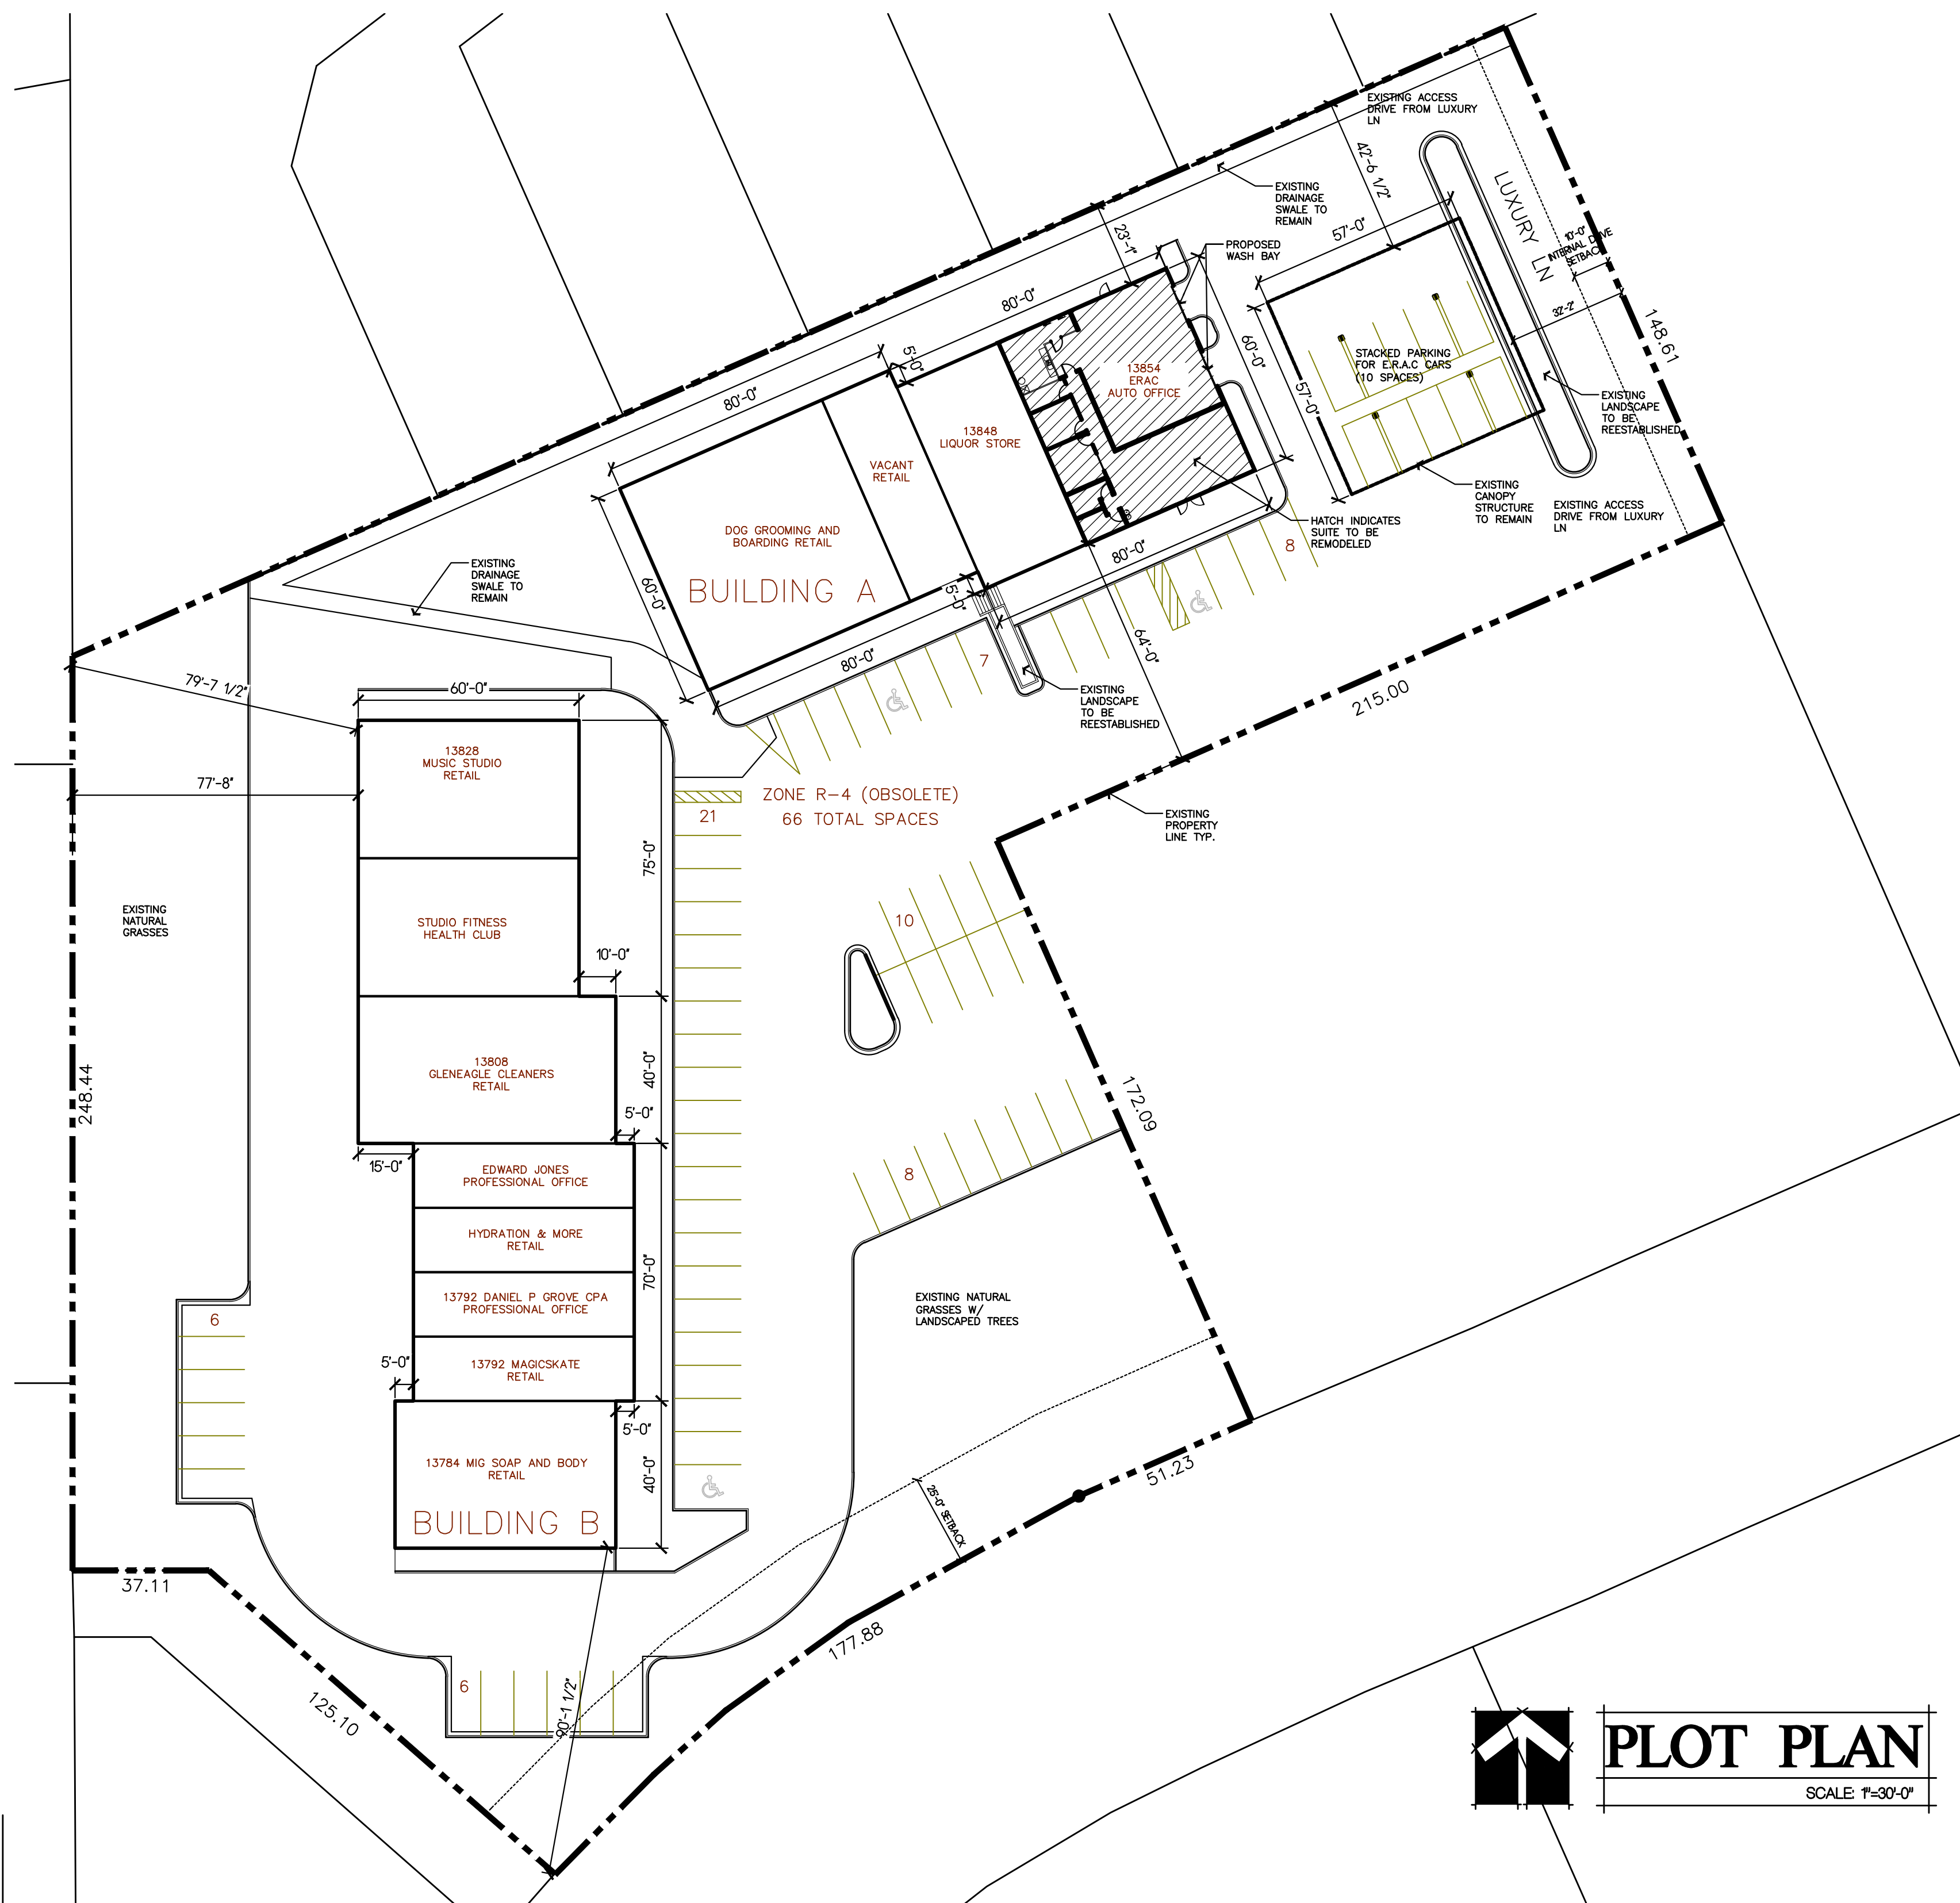 EXISTING ACCESS
DRIVE FROM LUXURY
LN
42'-6 1/2"
LUXURY LN
EXISTING
DRAINAGE
SWALE TO
REMAIN
57'-0"
10'-0"
INTERNAL DRIVE
SETBACK
23'-1"
PROPOSED
WASH BAY
80'-0"
32'-2"
148.61
60'-0"
5'-0"
STACKED PARKING
FOR E.R.A.C CARS
(10 SPACES)
13854
ERAC
AUTO OFFICE
57'-0"
80'-0"
EXISTING
LANDSCAPE
TO BE
REESTABLISHED
13848
LIQUOR STORE
VACANT
RETAIL
EXISTING
CANOPY
STRUCTURE
TO REMAIN
EXISTING ACCESS
DRIVE FROM LUXURY
LN
DOG GROOMING AND
BOARDING RETAIL
HATCH INDICATES
SUITE TO BE
REMODELED
8
80'-0"
EXISTING
DRAINAGE
SWALE TO
REMAIN
60'-0"
BUILDING A
5'-0"
64'-0"
80'-0"
7
79'-7 1/2"
60'-0"
EXISTING
LANDSCAPE
TO BE
REESTABLISHED
215.00
13828
MUSIC STUDIO
RETAIL
77'-8"
ZONE R-4 (OBSOLETE)
66 TOTAL SPACES
21
EXISTING
PROPERTY
LINE TYP.
75'-0"
EXISTING
NATURAL
GRASSES
STUDIO FITNESS
HEALTH CLUB
10
10'-0"
13808
GLENEAGLE CLEANERS
RETAIL
40'-0"
248.44
172.09
5'-0"
15'-0"
EDWARD JONES
PROFESSIONAL OFFICE
8
HYDRATION & MORE
RETAIL
70'-0"
13792 DANIEL P GROVE CPA
PROFESSIONAL OFFICE
EXISTING NATURAL
GRASSES W/
LANDSCAPED TREES
6
5'-0"
13792 MAGICSKATE
RETAIL
5'-0"
13784 MIG SOAP AND BODY
RETAIL
40'-0"
51.23
25'-0" SETBACK
BUILDING B
37.11
177.88
6
90'-1 1/2"
125.10
PLOT PLAN
SCALE: 1"=30'-0"